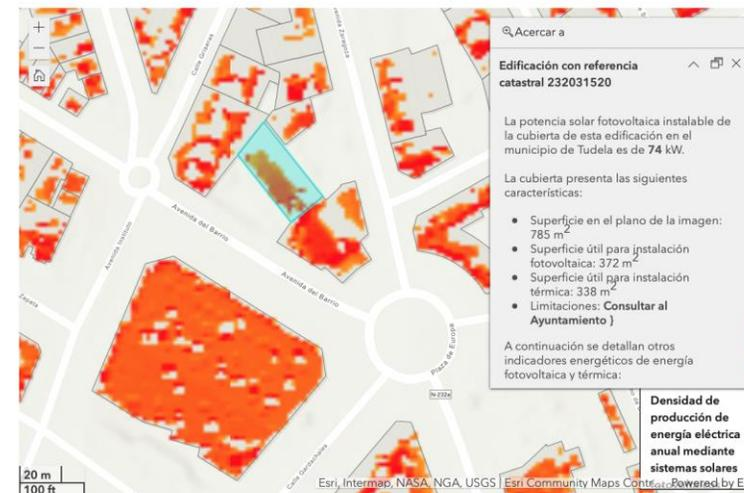 Acercar a
Edificación con referencia
catastral 232031520
La potencia solar fotovoltaica instalable de
la cubierta de esta edificación en el
municipio de Tudela es de 74 kW.
La cubierta presenta las siguientes
características:
• Superficie en el plano de la imagen:
785 m²
• Superficie útil para instalación
fotovoltaica: 372 m²
• Superficie útil para instalación
térmica: 338 m²
• Limitaciones: Consultar al
Ayuntamiento }
A continuación se detallan otros
indicadores energéticos de energía
fotovoltaica y térmica:
Densidad de
producción de
energía eléctrica
anual mediante
sistemas solares
Calle Griseras
Avenida Zaragoza
Avenida del Barrio
Avenida Instituto
Avenida del Barrio
Zapata
Plaza de Europa
N-232a
Calle Gardachales
20 m
100 ft
Esri, Intermap, NASA, NGA, USGS | Esri Community Maps Contr... Powered by E